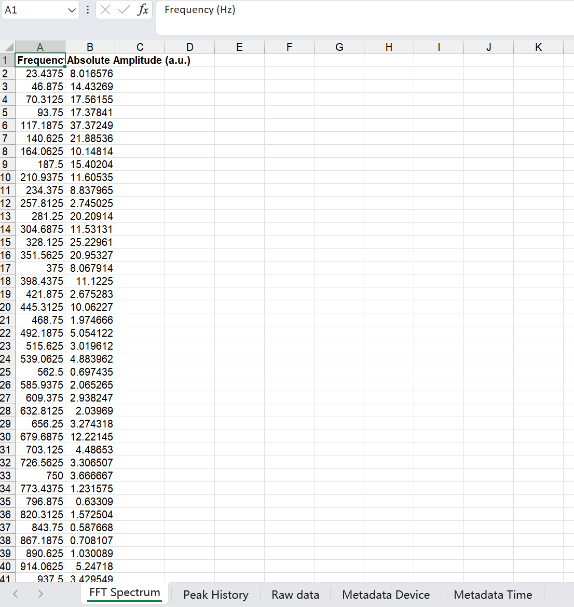 A1 fx Frequency (Hz)
A B C D E F G H I J K
1 Frequenc Absolute Amplitude (a.u.)
2 23.4375 8.016576
3 46.875 14.43269
4 70.3125 17.56155
5 93.75 17.37841
6 117.1875 37.37249
7 140.625 21.88536
8 164.0625 10.14814
9 187.5 15.40204
10 210.9375 11.60535
11 234.375 8.837965
12 257.8125 2.745025
13 281.25 20.20914
14 304.6875 11.53131
15 328.125 25.22961
16 351.5625 20.95327
17 375 8.067914
18 398.4375 11.1225
19 421.875 2.675283
20 445.3125 10.06227
21 468.75 1.974666
22 492.1875 5.054122
23 515.625 3.019612
24 539.0625 4.883962
25 562.5 0.697435
26 585.9375 2.065265
27 609.375 2.938247
28 632.8125 2.03969
29 656.25 3.274318
30 679.6875 12.22145
31 703.125 4.48653
32 726.5625 3.306507
33 750 3.666667
34 773.4375 1.231575
35 796.875 0.63309
36 820.3125 1.572504
37 843.75 0.587668
38 867.1875 0.708107
39 890.625 1.030089
40 914.0625 5.24718
41 937.5 3.429549
FFT Spectrum Peak History Raw data Metadata Device Metadata Time